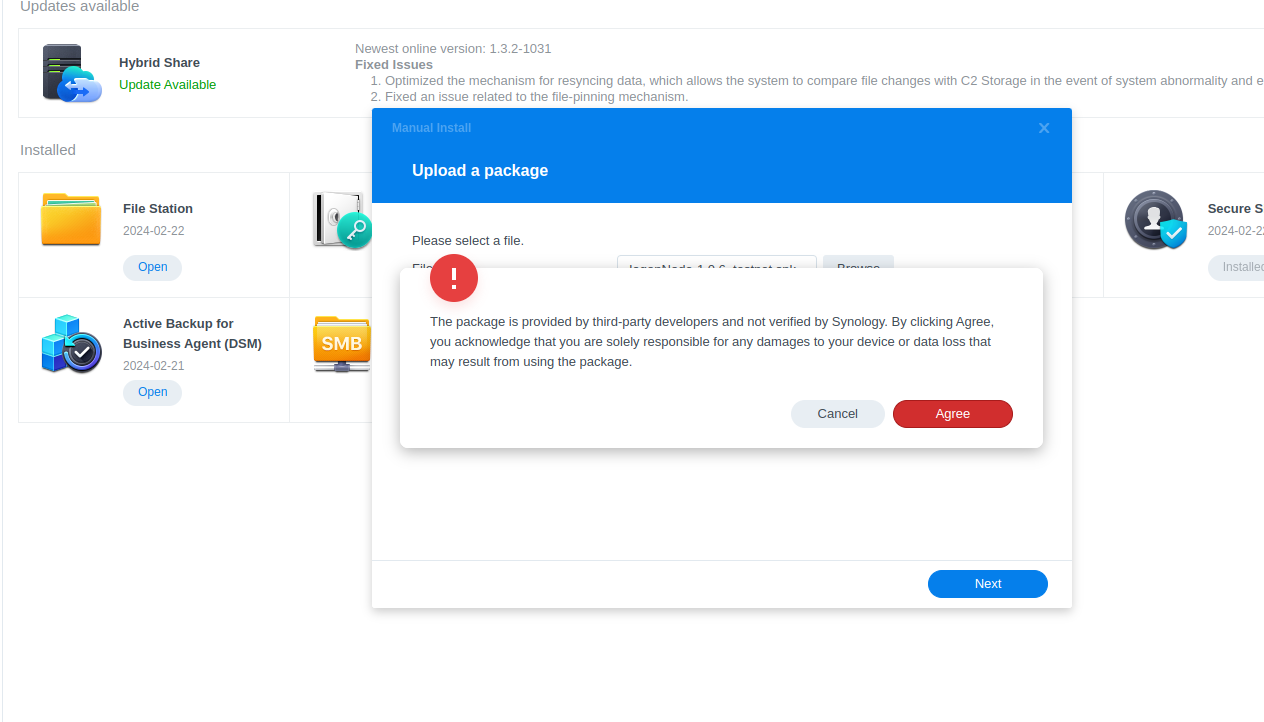 Updates available
Hybrid Share
Update Available
Newest online version: 1.3.2-1031
Fixed Issues
1. Optimized the mechanism for resyncing data, which allows the system to compare file changes with C2 Storage in the event of system abnormality and e
2. Fixed an issue related to the file-pinning mechanism.
Installed
File Station
2024-02-22
Open
Active Backup for
Business Agent (DSM)
2024-02-21
Open
SMB
Secure S
2024-02-22
Installed
Manual Install
Upload a package
Please select a file.
File
Browse
The package is provided by third-party developers and not verified by Synology. By clicking Agree,
you acknowledge that you are solely responsible for any damages to your device or data loss that
may result from using the package.
Cancel
Agree
Next